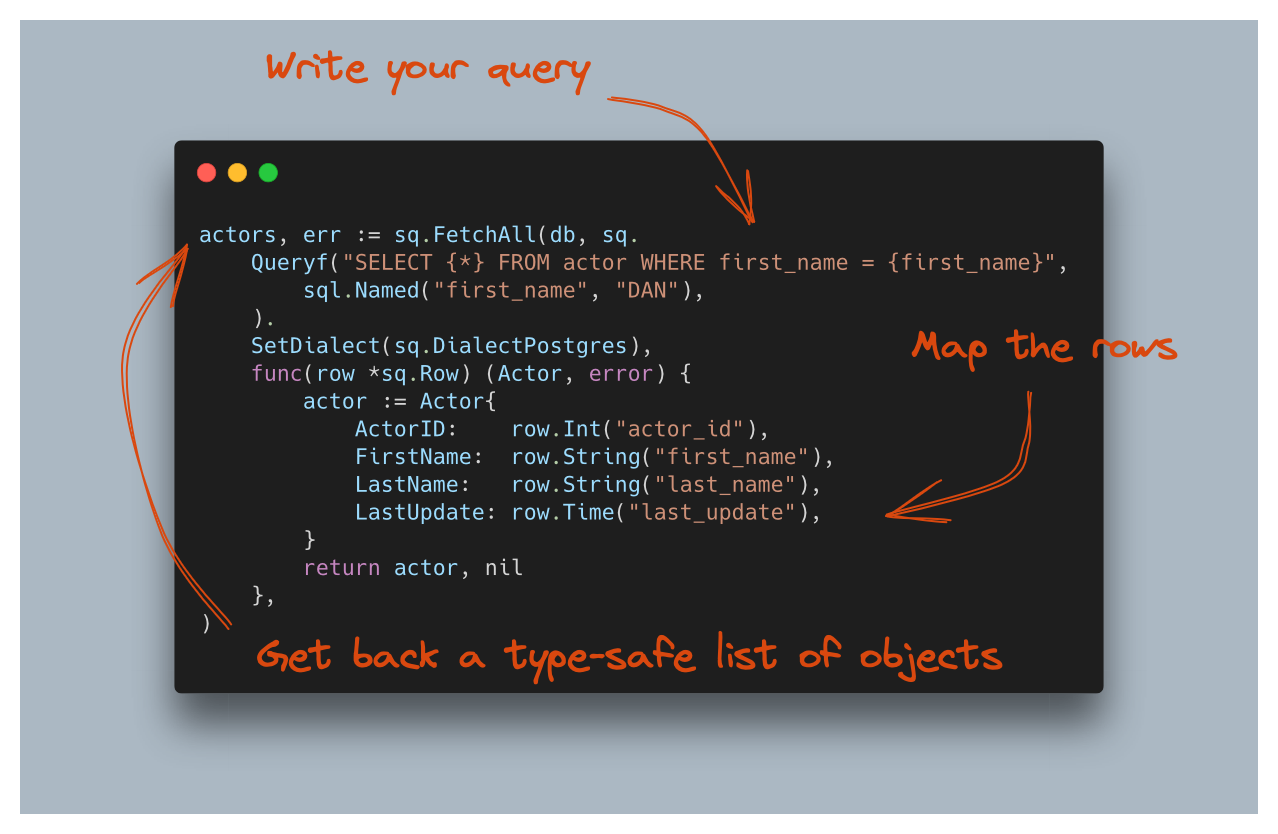 Write your query
actors, err := sq.FetchAll(db, sq.
    Queryf("SELECT {*} FROM actor WHERE first_name = {first_name}",
        sql.Named("first_name", "DAN"),
    ).
    SetDialect(sq.DialectPostgres),
Map the rows
    func(row *sq.Row) (Actor, error) {
        actor := Actor{
            ActorID:    row.Int("actor_id"),
            FirstName:  row.String("first_name"),
            LastName:   row.String("last_name"),
            LastUpdate: row.Time("last_update"),
        }
        return actor, nil
    },
)
Get back a type-safe list of objects